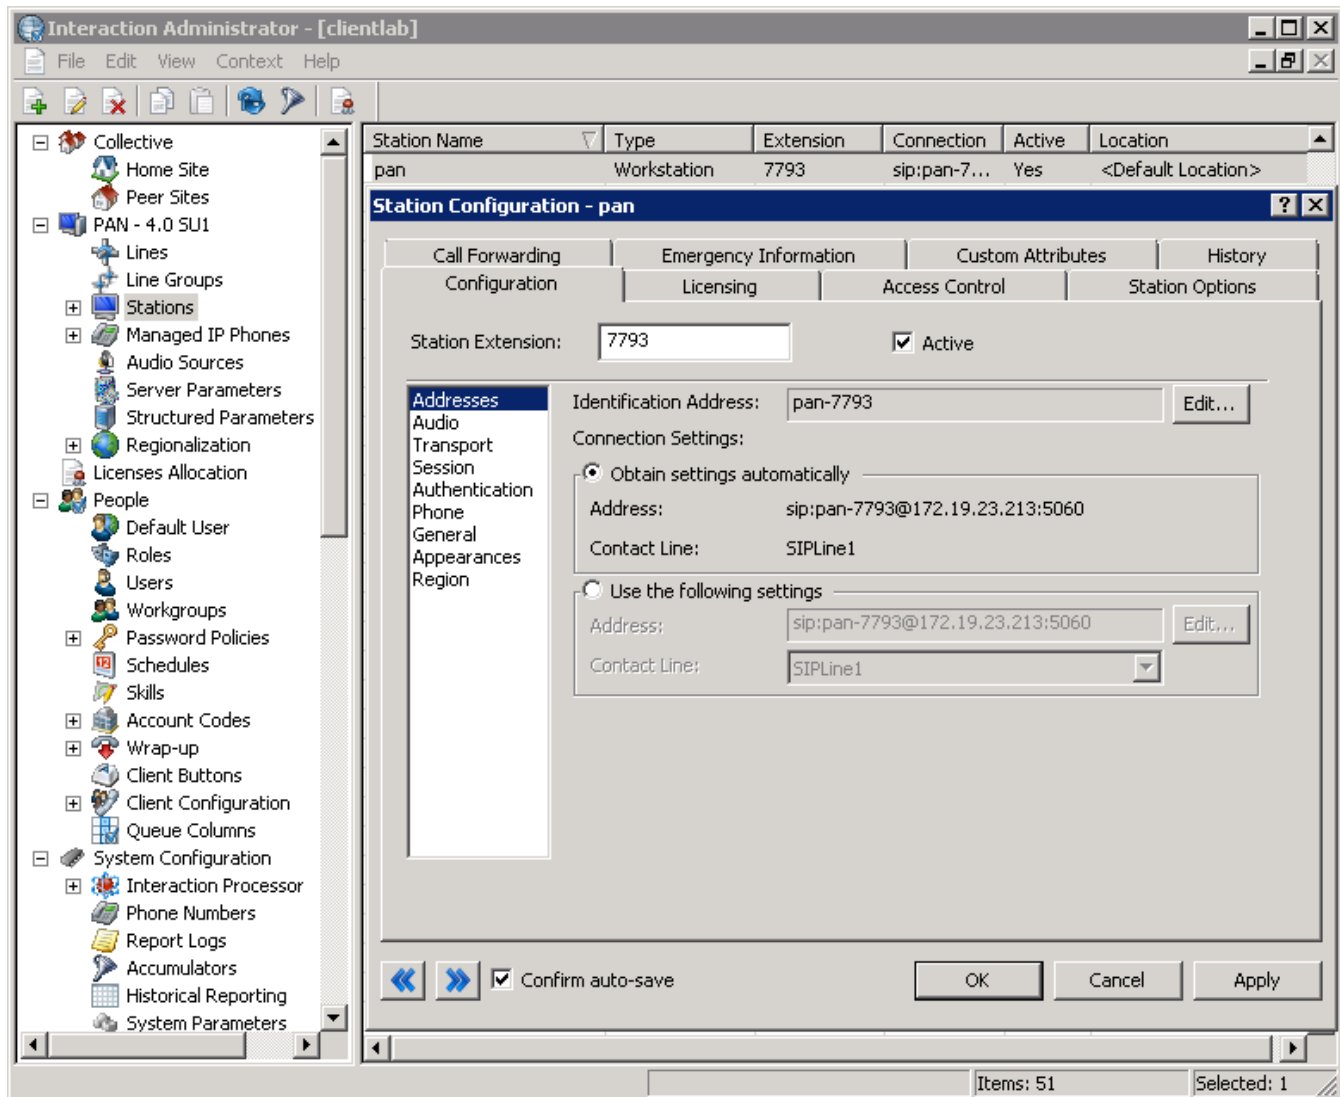 Interaction Administrator - [clientlab]
File Edit View Context Help
Collective
Home Site
Peer Sites
PAN - 4.0 SU1
Lines
Line Groups
Stations
Managed IP Phones
Audio Sources
Server Parameters
Structured Parameters
Regionalization
Licenses Allocation
People
Default User
Roles
Users
Workgroups
Password Policies
12
Schedules
Skills
Account Codes
Wrap-up
Client Buttons
Client Configuration
Queue Columns
System Configuration
Interaction Processor
Phone Numbers
Report Logs
Accumulators
Historical Reporting
System Parameters
Station Name Type Extension Connection Active Location
pan Workstation 7793 sip:pan-7... Yes <Default Location>
Station Configuration - pan
Call Forwarding Emergency Information Custom Attributes History
Configuration Licensing Access Control Station Options
Station Extension: 7793 Active
Addresses
Audio
Transport
Session
Authentication
Phone
General
Appearances
Region
Identification Address: pan-7793 Edit...
Connection Settings:
Obtain settings automatically
Address: sip:pan-7793@172.19.23.213:5060
Contact Line: SIPLine1
Use the following settings
Address: sip:pan-7793@172.19.23.213:5060 Edit...
Contact Line: SIPLine1
Confirm auto-save OK Cancel Apply
Items: 51 Selected: 1